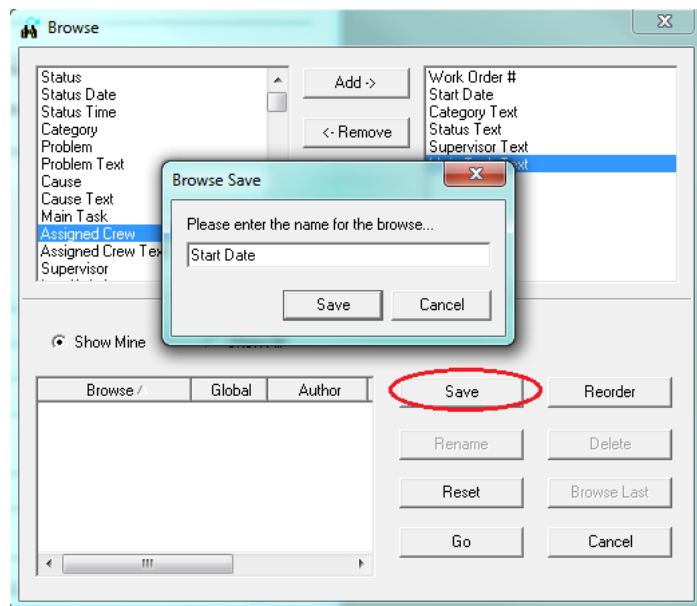 Browse
Status
Status Date
Status Time
Category
Problem
Problem Text
Cause
Cause Text
Main Task
Assigned Crew
Assigned Crew Tex
Supervisor
Add ->
<- Remove
Work Order #
Start Date
Category Text
Status Text
Supervisor Text
Main Task Text
Browse Save
Please enter the name for the browse...
Start Date
Save Cancel
Show Mine
Browse Global Author
Save Reorder
Rename Delete
Reset Browse Last
Go Cancel